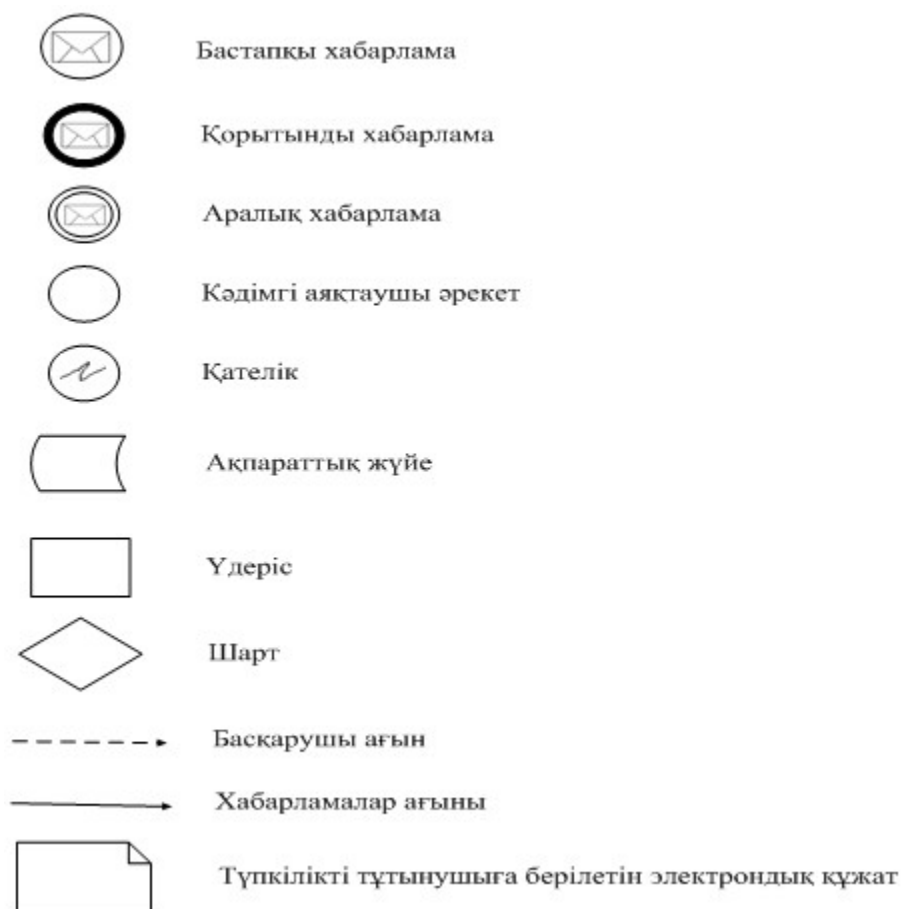 Бастапқы хабарлама
Қорытынды хабарлама
Аралық хабарлама
Кәдімгі аяқтаушы әрекет
Қателік
Ақпараттық жүйе
Үдеріс
Шарт
Басқарушы ағын
Хабарламалар ағыны
Түпкілікті тұтынушыға берілетін электрондық құжат